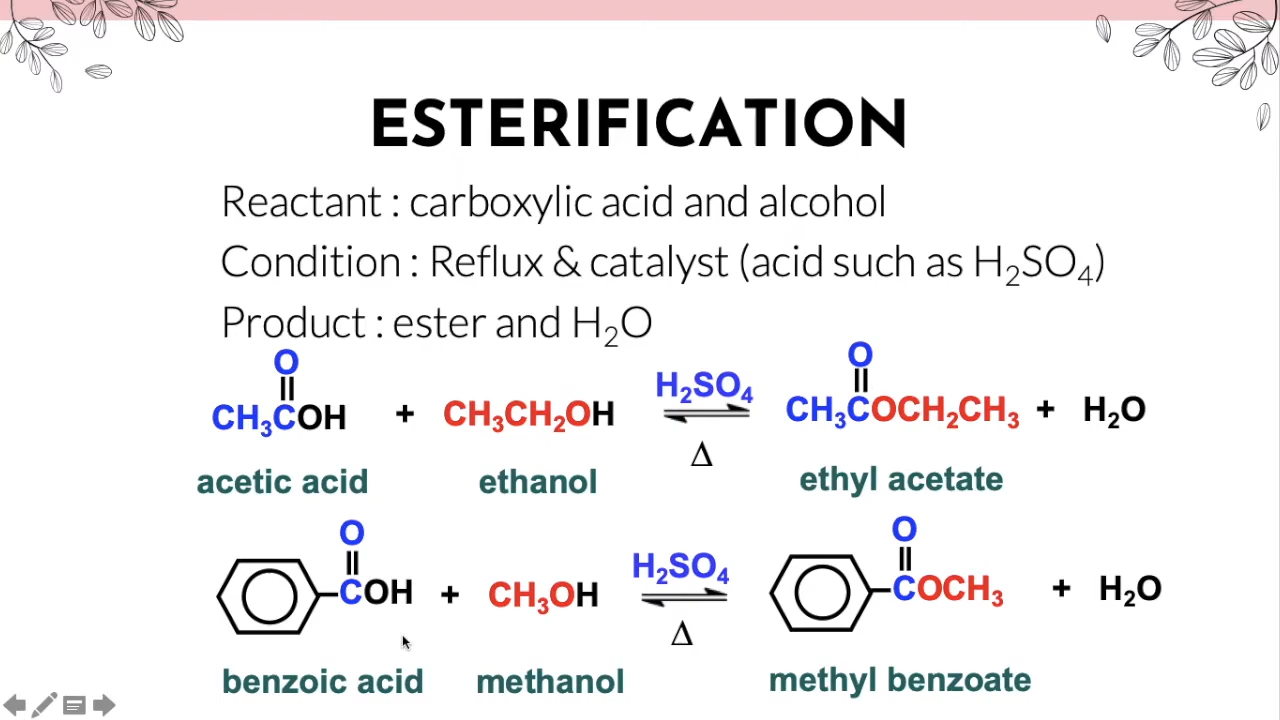 ESTERIFICATION
Reactant : carboxylic acid and alcohol
Condition : Reflux & catalyst (acid such as H₂SO₄)
Product : ester and H₂O
O
CH₃COH + CH₃CH₂OH H₂SO₄ ⇌ Δ
O
CH₃COCH₂CH₃ + H₂O
acetic acid ethanol ethyl acetate
O
COH + CH₃OH H₂SO₄ ⇌ Δ
O
COCH₃ + H₂O
benzoic acid methanol methyl benzoate